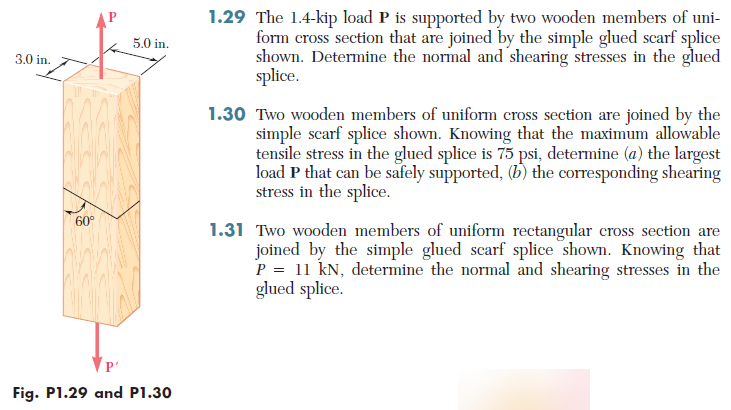 P
5.0 in.
3.0 in.
60°
P′
Fig. P1.29 and P1.30
1.29 The 1.4-kip load P is supported by two wooden members of uni-
form cross section that are joined by the simple glued scarf splice
shown. Determine the normal and shearing stresses in the glued
splice.
1.30 Two wooden members of uniform cross section are joined by the
simple scarf splice shown. Knowing that the maximum allowable
tensile stress in the glued splice is 75 psi, determine (a) the largest
load P that can be safely supported, (b) the corresponding shearing
stress in the splice.
1.31 Two wooden members of uniform rectangular cross section are
joined by the simple glued scarf splice shown. Knowing that
P = 11 kN, determine the normal and shearing stresses in the
glued splice.